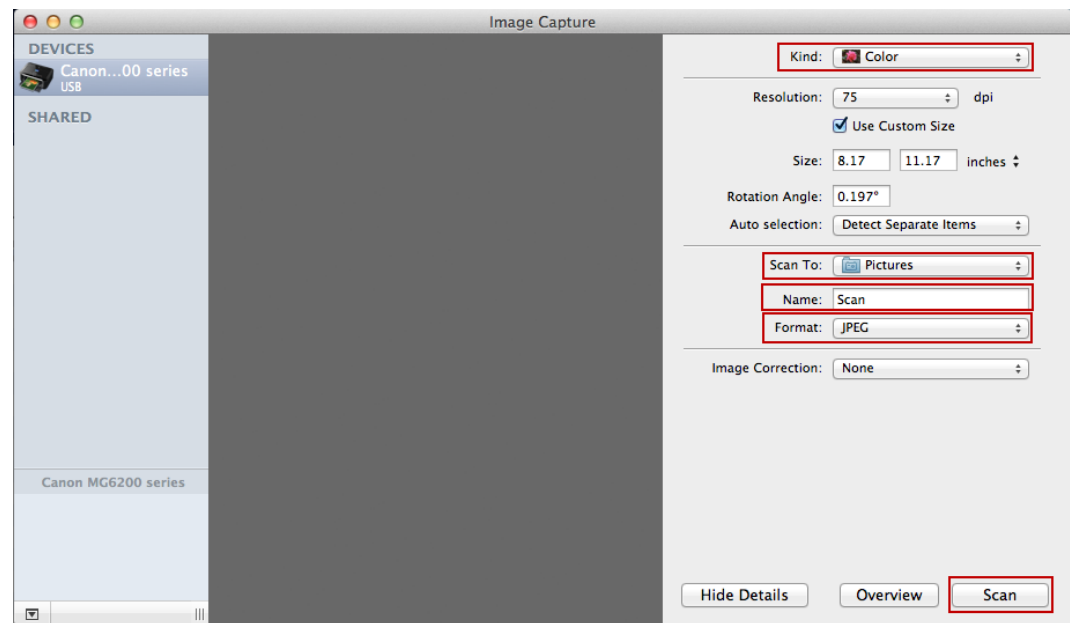 Image Capture
DEVICES
Canon...00 series
USB
SHARED
Canon MG6200 series
Kind: Color
Resolution: 75 dpi
Use Custom Size
Size: 8.17 11.17 inches
Rotation Angle: 0.197°
Auto selection: Detect Separate Items
Scan To: Pictures
Name: Scan
Format: JPEG
Image Correction: None
Hide Details Overview Scan